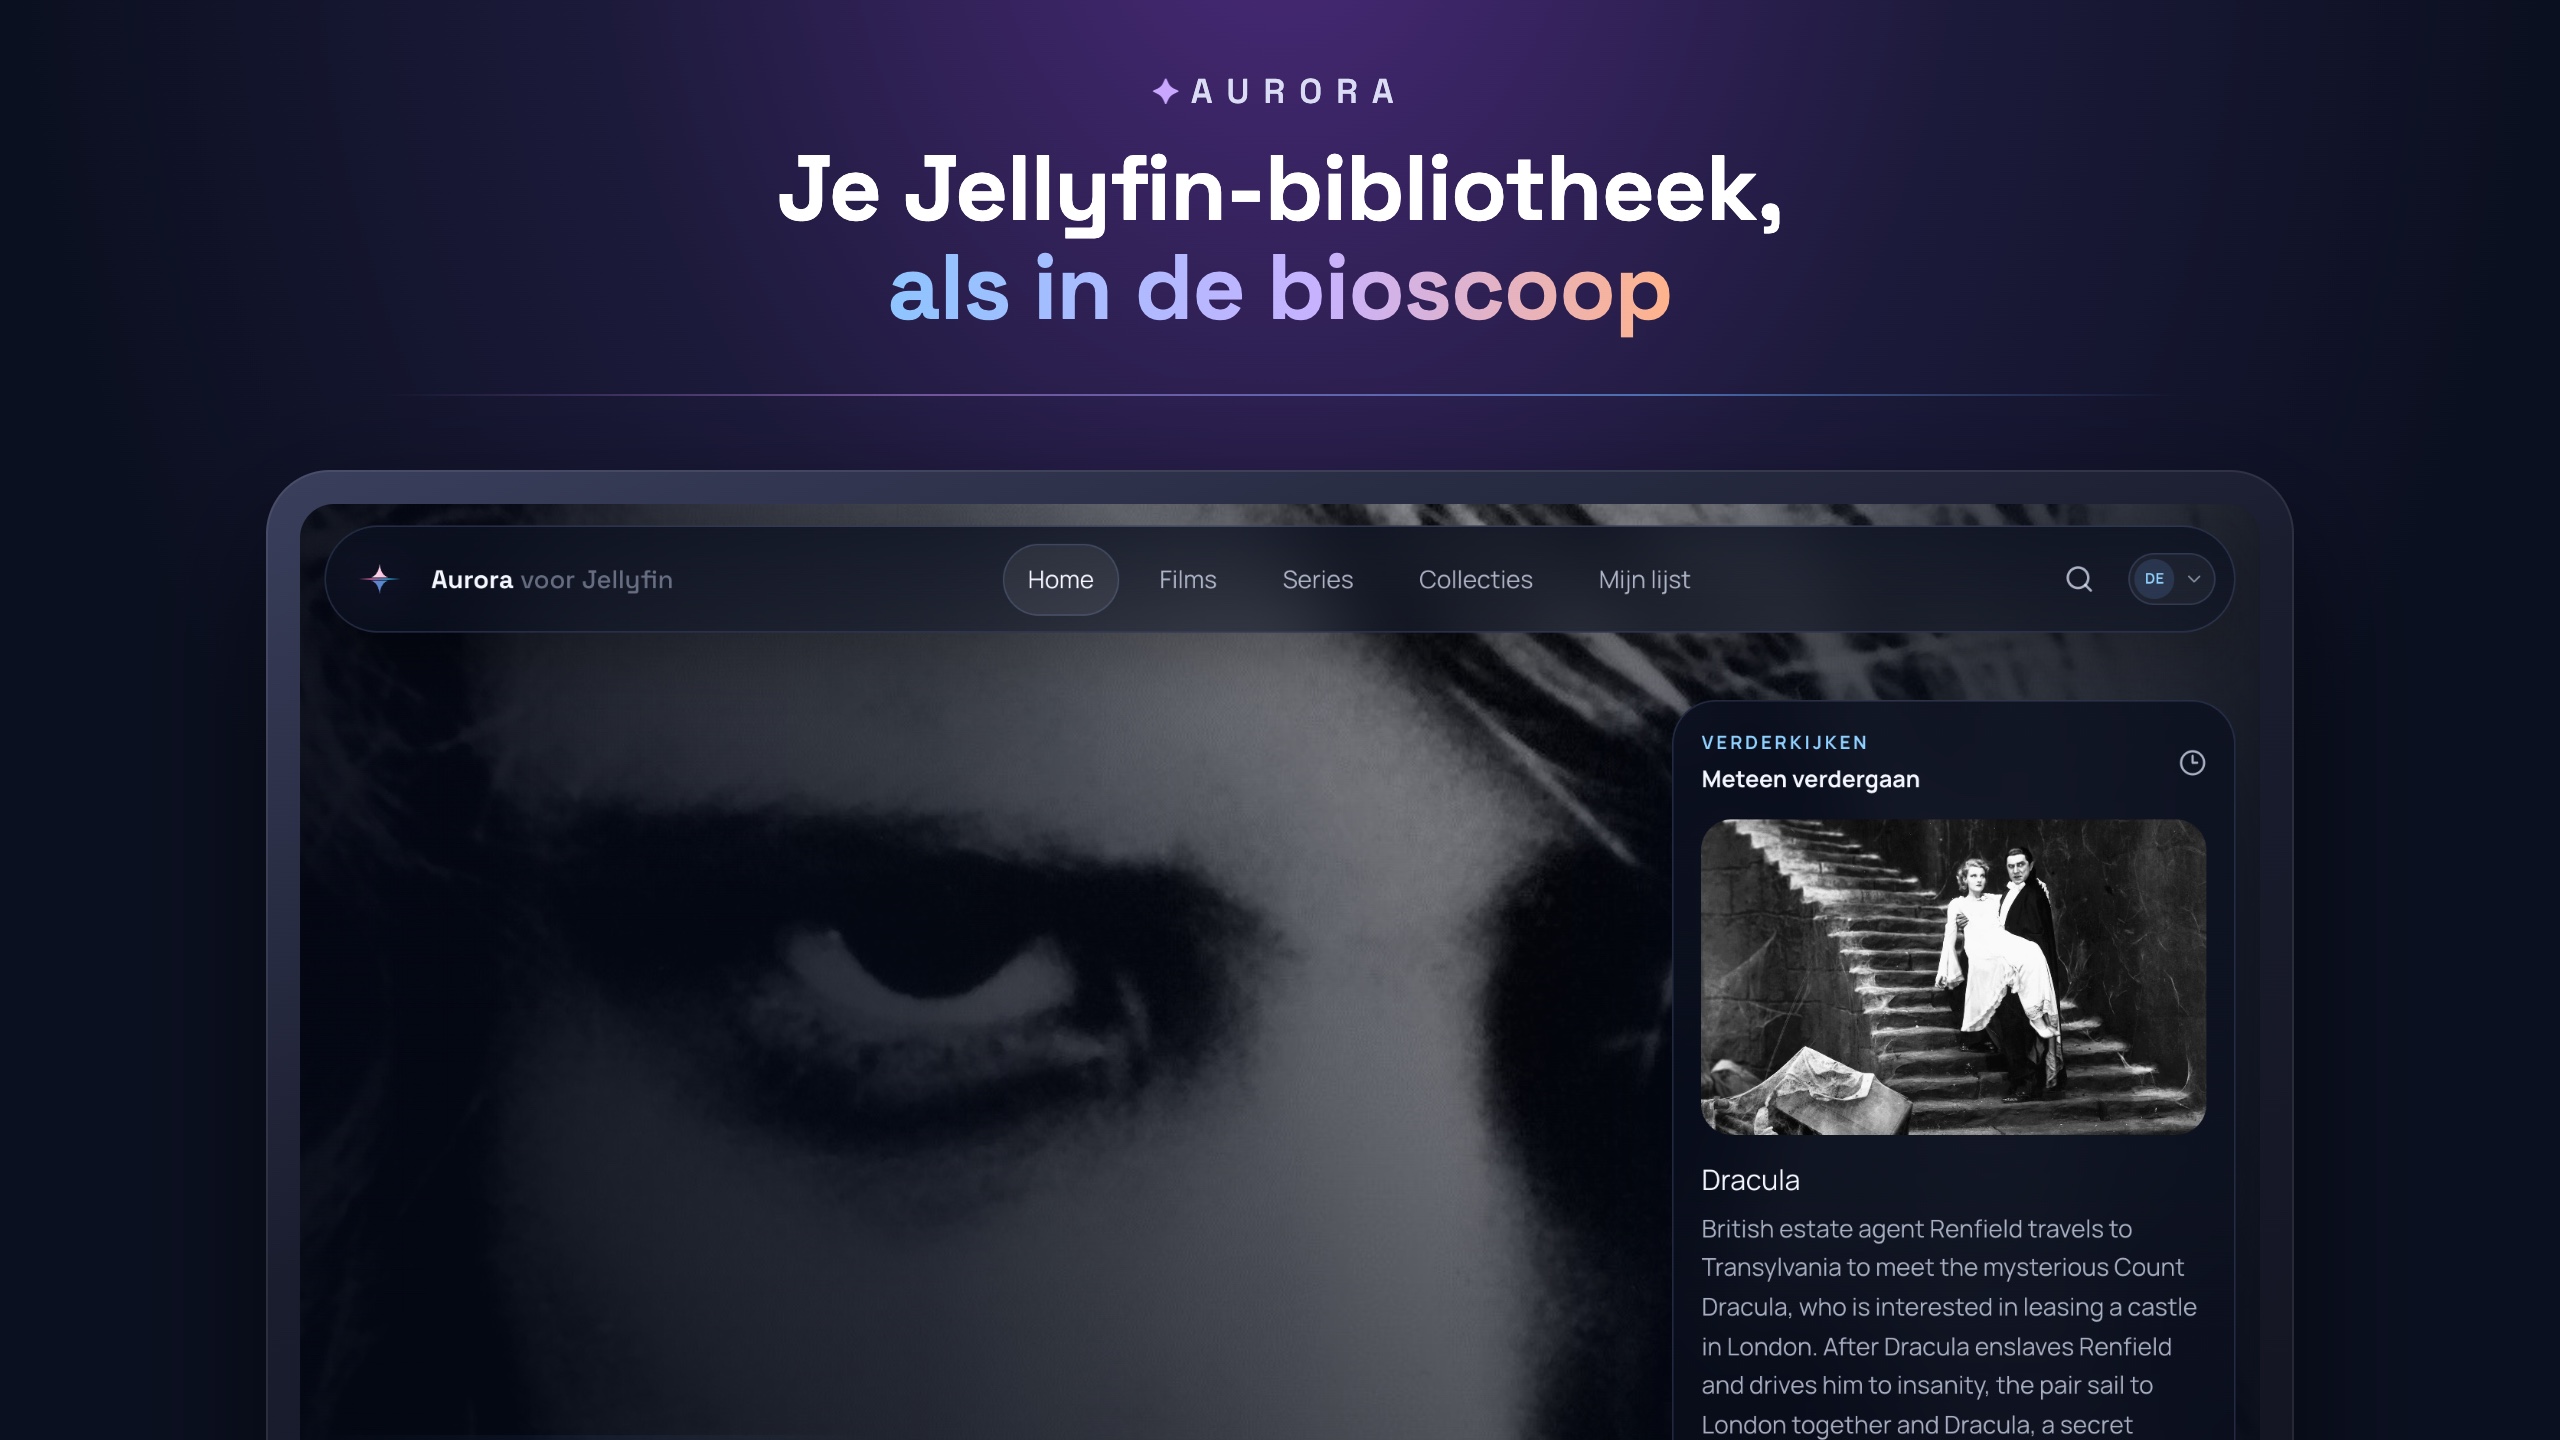 AURORA
Je Jellyfin-bibliotheek,
als in de bioscoop
Aurora voor Jellyfin
Home
Films
Series
Collecties
Mijn lijst
DE
VERDERKIJKEN
Meteen verdergaan
Dracula
British estate agent Renfield travels to
Transylvania to meet the mysterious Count
Dracula, who is interested in leasing a castle
in London. After Dracula enslaves Renfield
and drives him to insanity, the pair sail to
London together and Dracula, a secret